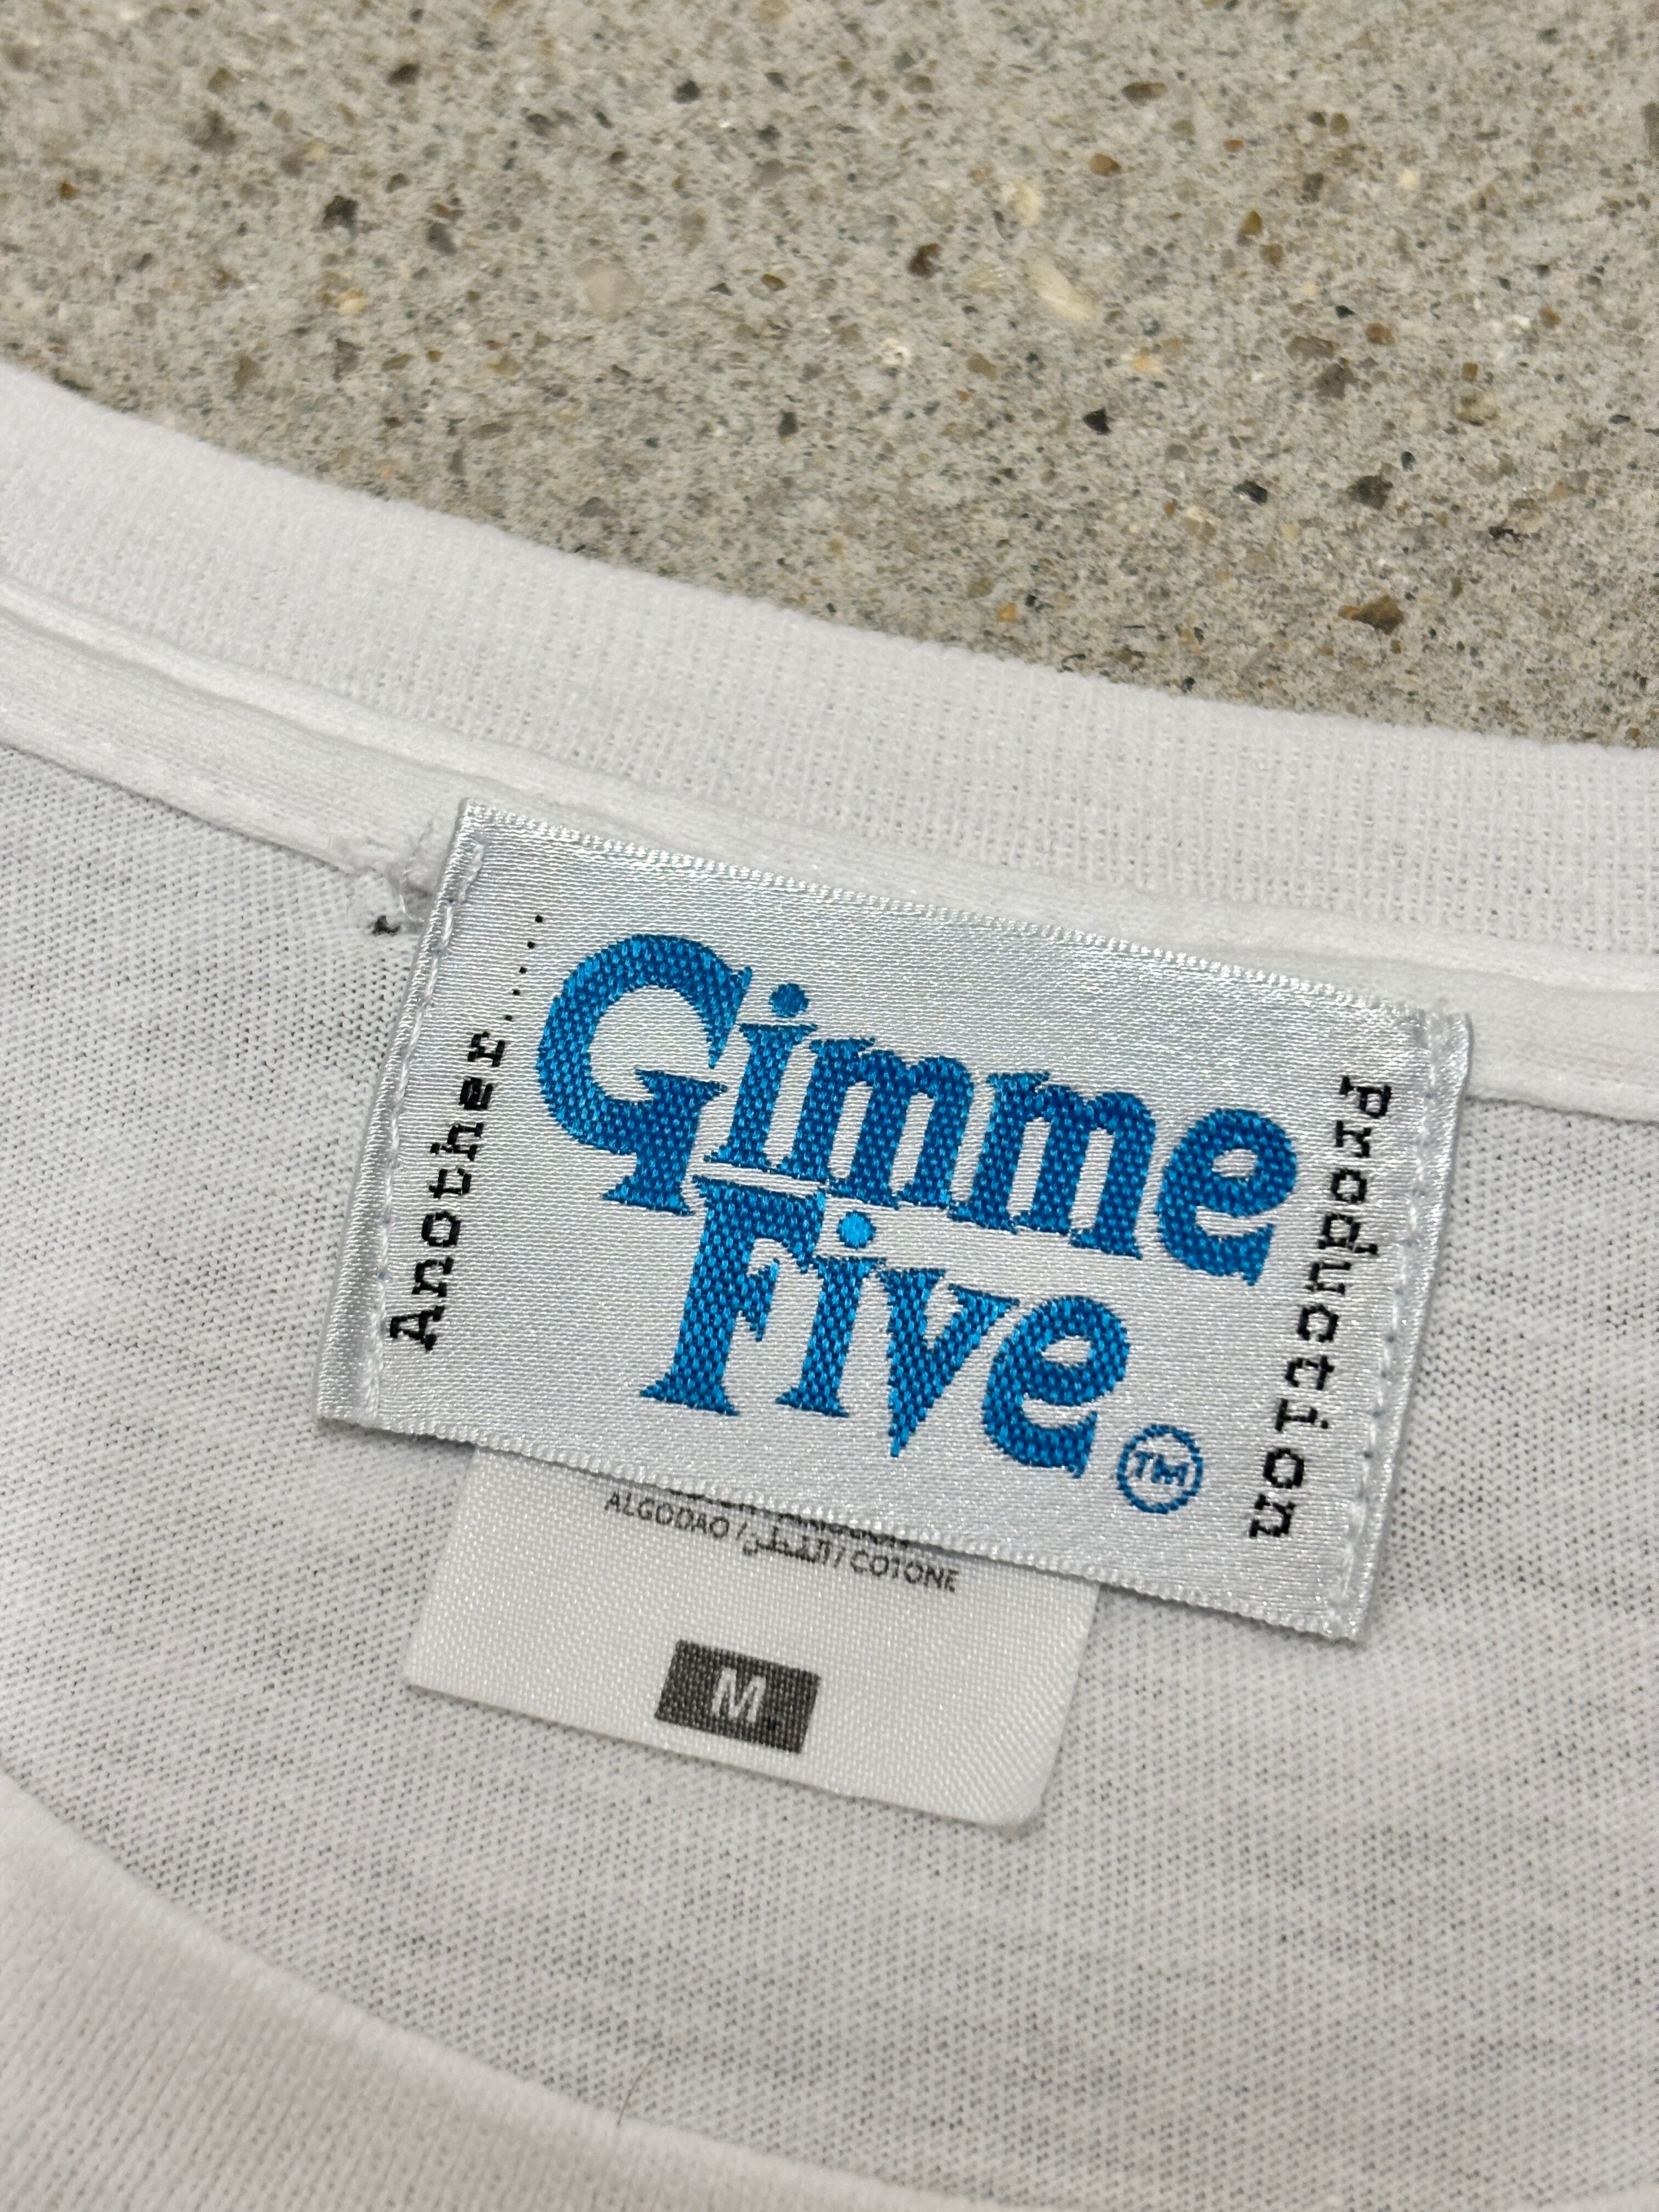 Another......
Gimme
Five
TM
Production
ALGODAO / القطن / COTONE
M